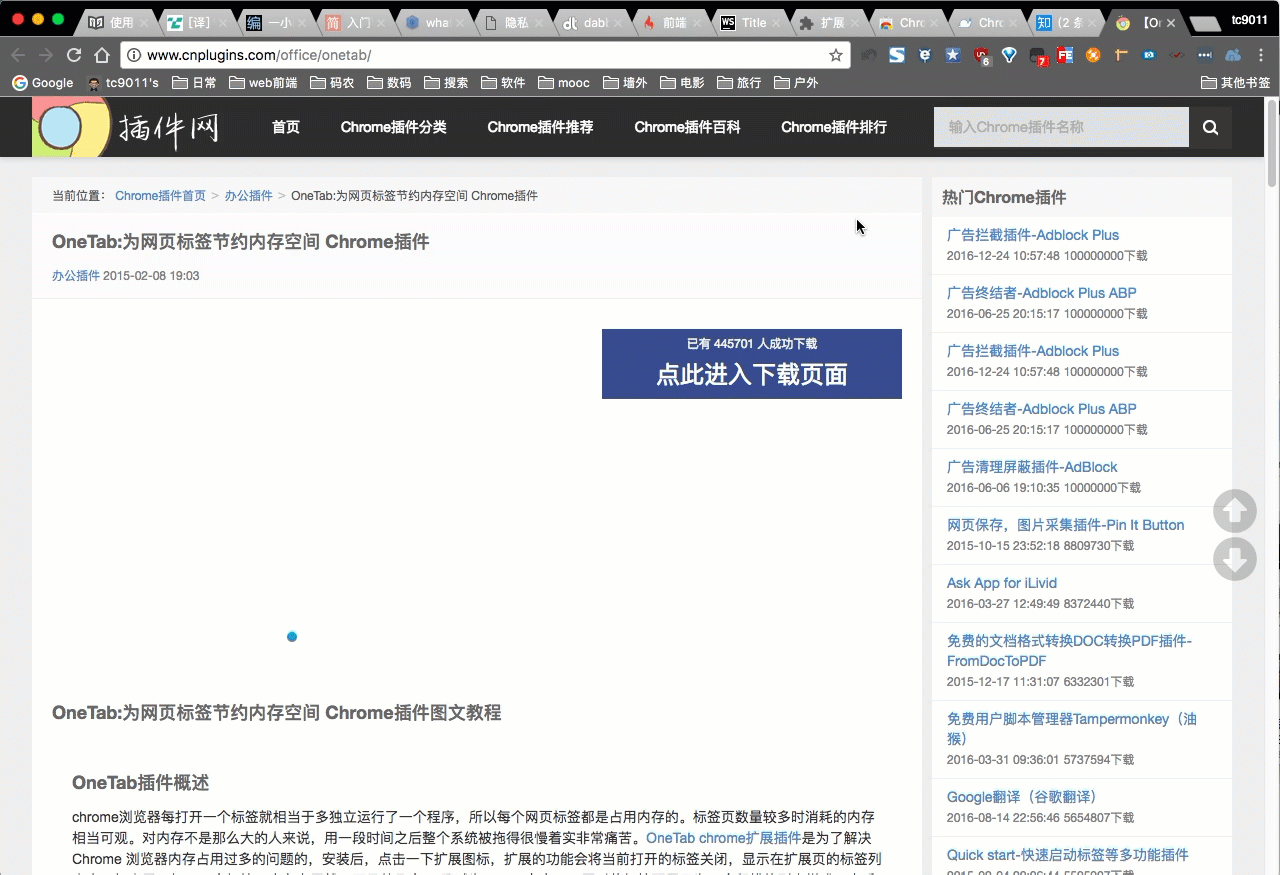 使用
[译]
一小
入门
wha
隐私
dabl
前端
Title
扩展
Chro
Chro
(2 条
【On
tc9011
www.cnplugins.com/office/onetab/
Google
tc9011's
日常
web前端
码农
数码
搜索
软件
mooc
墙外
电影
旅行
户外
其他书签
插件网
首页
Chrome插件分类
Chrome插件推荐
Chrome插件百科
Chrome插件排行
输入Chrome插件名称
当前位置: Chrome插件首页 > 办公插件 > OneTab:为网页标签节约内存空间 Chrome插件
OneTab:为网页标签节约内存空间 Chrome插件
办公插件 2015-02-08 19:03
已有 445701 人成功下载
点此进入下载页面
OneTab:为网页标签节约内存空间 Chrome插件图文教程
OneTab插件概述
chrome浏览器每打开一个标签就相当于多独立运行了一个程序，所以每个网页标签都是占用内存的。标签页数量较多时消耗的内存
相当可观。对内存不是那么大的人来说，用一段时间之后整个系统被拖得很慢着实非常痛苦。OneTab chrome扩展插件是为了解决
Chrome 浏览器内存占用过多的问题的，安装后，点击一下扩展图标，扩展的功能会将当前打开的标签关闭，显示在扩展页的标签列
热门Chrome插件
广告拦截插件-Adblock Plus
2016-12-24 10:57:48 100000000下载
广告终结者-Adblock Plus ABP
2016-06-25 20:15:17 100000000下载
广告拦截插件-Adblock Plus
2016-12-24 10:57:48 100000000下载
广告终结者-Adblock Plus ABP
2016-06-25 20:15:17 100000000下载
广告清理屏蔽插件-AdBlock
2016-06-06 19:10:35 10000000下载
网页保存，图片采集插件-Pin It Button
2015-10-15 23:52:18 8809730下载
Ask App for iLivid
2016-03-27 12:49:49 8372440下载
免费的文档格式转换DOC转换PDF插件-
FromDocToPDF
2015-12-17 11:31:07 6332301下载
免费用户脚本管理器Tampermonkey（油
猴）
2016-03-31 09:36:01 5737594下载
Google翻译（谷歌翻译）
2016-08-14 22:56:46 5654807下载
Quick start-快速启动标签等多功能插件